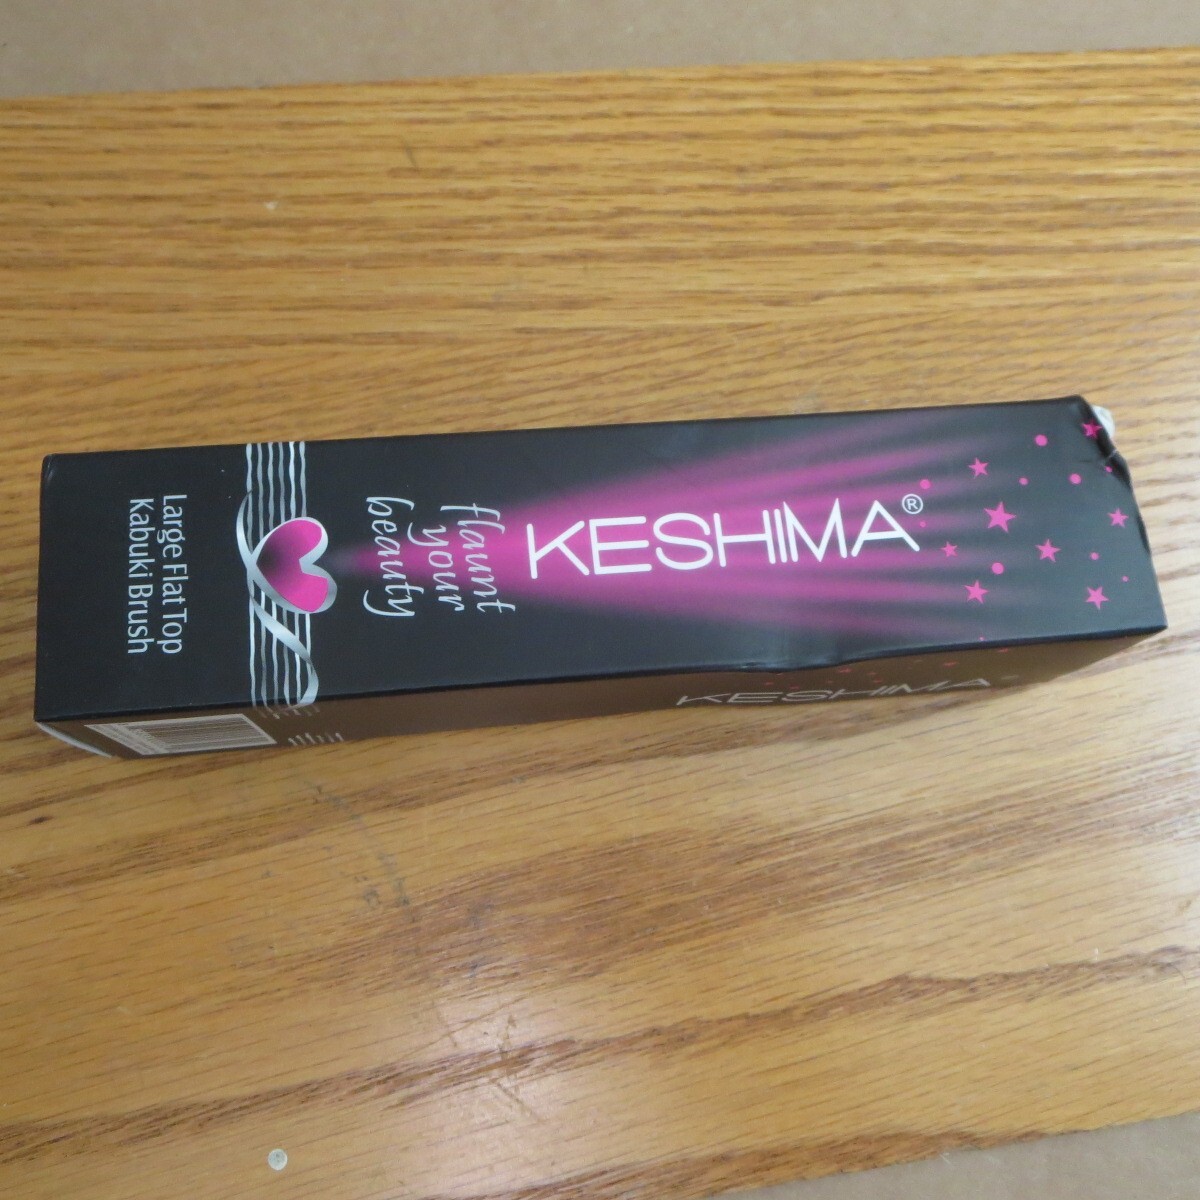 KESHIMA®
flaunt
your
beauty
Large Flat Top
Kabuki Brush
KESHIMA